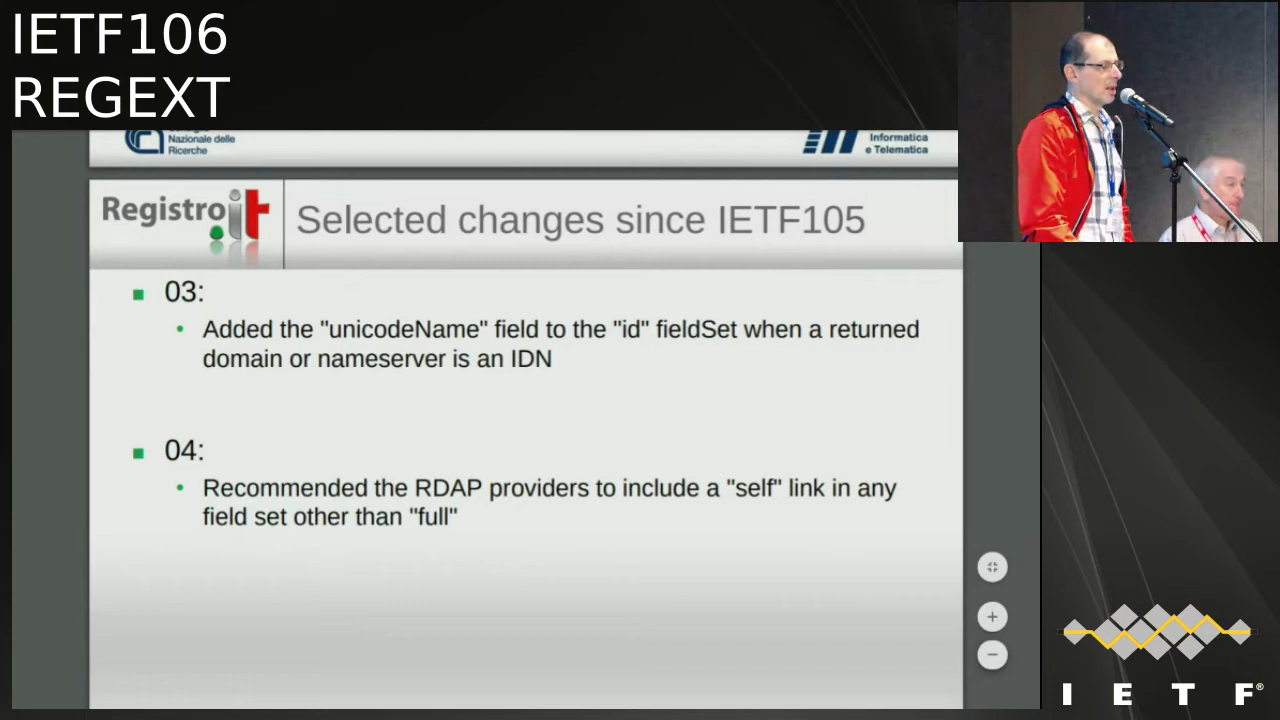 IETF106
REGEXT
Nazionale delle
Ricerche
Informatica
e Telematica
Registro.it
Selected changes since IETF105
03:
Added the "unicodeName" field to the "id" fieldSet when a returned
domain or nameserver is an IDN
04:
Recommended the RDAP providers to include a "self" link in any
field set other than "full"
IETF®